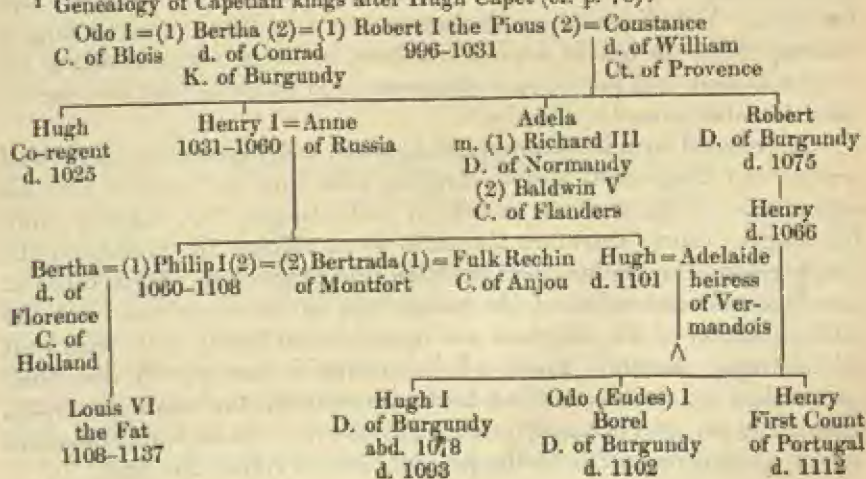 ¹ Genealogy of Capetian kings after Hugh Capet (cf. p. 
Odo I=(1) Bertha (2)=(1) Robert I the Pious (2)=Constance
C. of Blois d. of Conrad 996–1031 d. of William
K. of Burgundy Ct. of Provence
Hugh Henry I=Anne Adela Robert
Co-regent 1031–1060 of Russia m. (1) Richard III D. of Burgundy
d. 1025 D. of Normandy d. 1075
(2) Baldwin V Henry
C. of Flanders d. 1066
Bertha=(1) Philip I (2)=(2) Bertrada (1)=Fulk Rechin Hugh=Adelaide
d. of 1060–1108 of Montfort C. of Anjou d. 1101 heiress
Florence of Ver-
C. of mandois
Holland
Louis VI Hugh I Odo (Eudes) I Henry
the Fat D. of Burgundy Borel First Count
1108–1137 abd. 1078 D. of Burgundy of Portugal
d. 1093 d. 1102 d. 1112